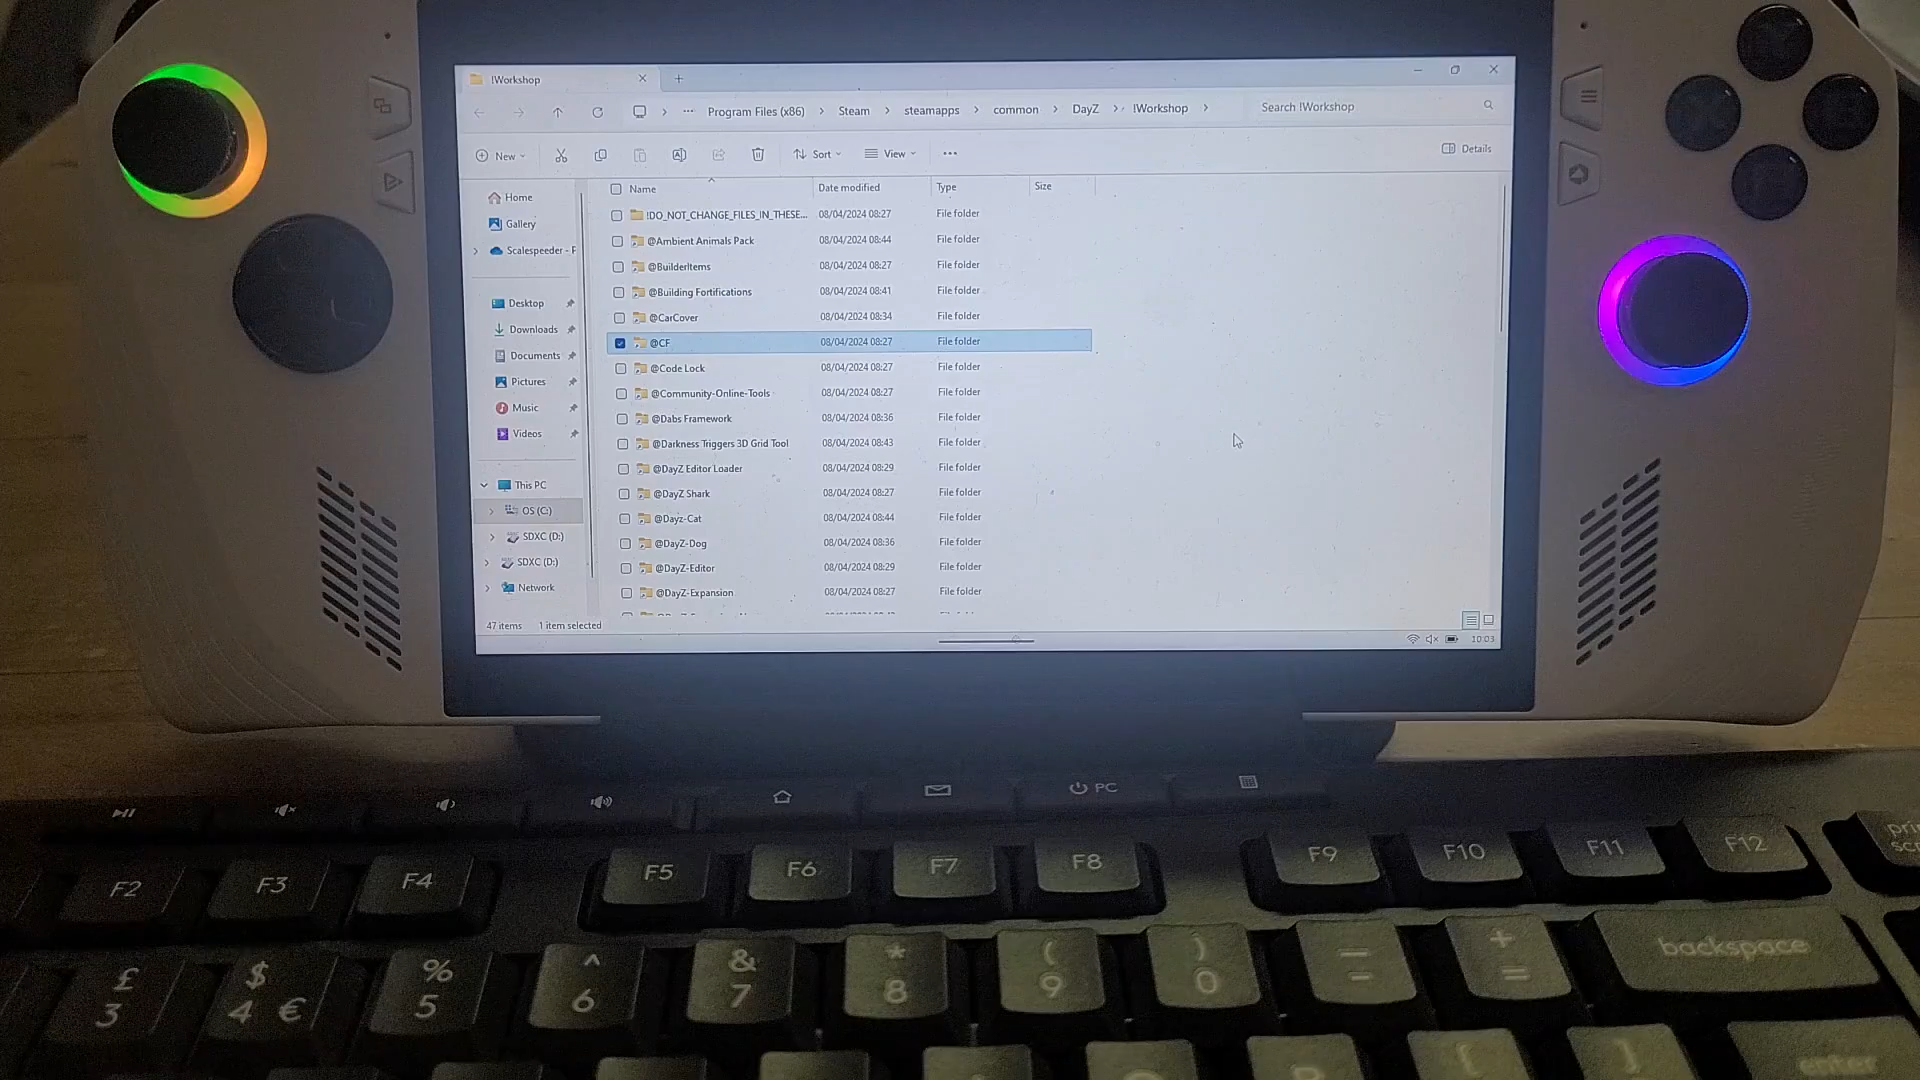 !Workshop
Program Files (x86) > Steam > steamapps > common > DayZ > !Workshop >
Search !Workshop
New
Sort
View
Details
Name Date modified Type Size
!DO_NOT_CHANGE_FILES_IN_THESE... 08/04/2024 08:27 File folder
@Ambient Animals Pack 08/04/2024 08:44 File folder
@BuilderItems 08/04/2024 08:27 File folder
@Building Fortifications 08/04/2024 08:41 File folder
@CarCover 08/04/2024 08:34 File folder
@CF 08/04/2024 08:27 File folder
@Code Lock 08/04/2024 08:27 File folder
@Community-Online-Tools 08/04/2024 08:27 File folder
@Dabs Framework 08/04/2024 08:36 File folder
@Darkness Triggers 3D Grid Tool 08/04/2024 08:43 File folder
@DayZ Editor Loader 08/04/2024 08:29 File folder
@DayZ Shark 08/04/2024 08:27 File folder
@Dayz-Cat 08/04/2024 08:44 File folder
@DayZ-Dog 08/04/2024 08:36 File folder
@DayZ-Editor 08/04/2024 08:29 File folder
@DayZ-Expansion 08/04/2024 08:27 File folder
Home
Gallery
Scalespeeder - F
Desktop
Downloads
Documents
Pictures
Music
Videos
This PC
OS (C:)
SDXC (D:)
SDXC (D:)
Network
47 items 1 item selected
10:03
PC
F2 F3 F4 F5 F6 F7 F8 F9 F10 F11 F12
£ $ % ^ & * ( ) _ +
3 4 € 5 6 7 8 9 0 - =
backspace
enter